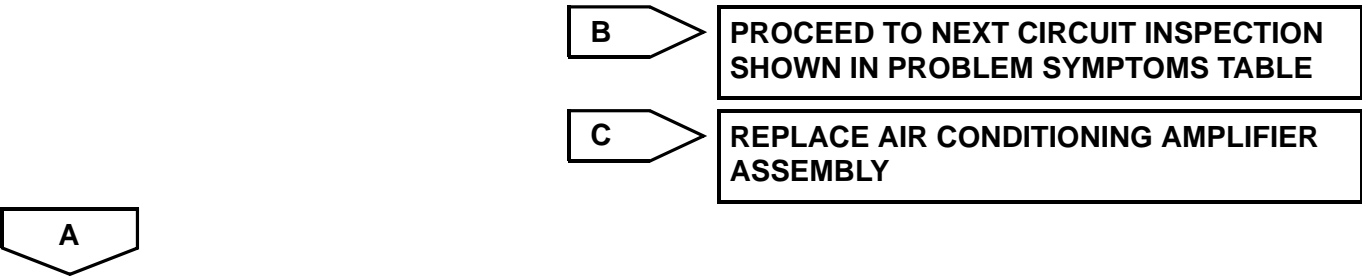 B
PROCEED TO NEXT CIRCUIT INSPECTION
SHOWN IN PROBLEM SYMPTOMS TABLE
C
REPLACE AIR CONDITIONING AMPLIFIER
ASSEMBLY
A